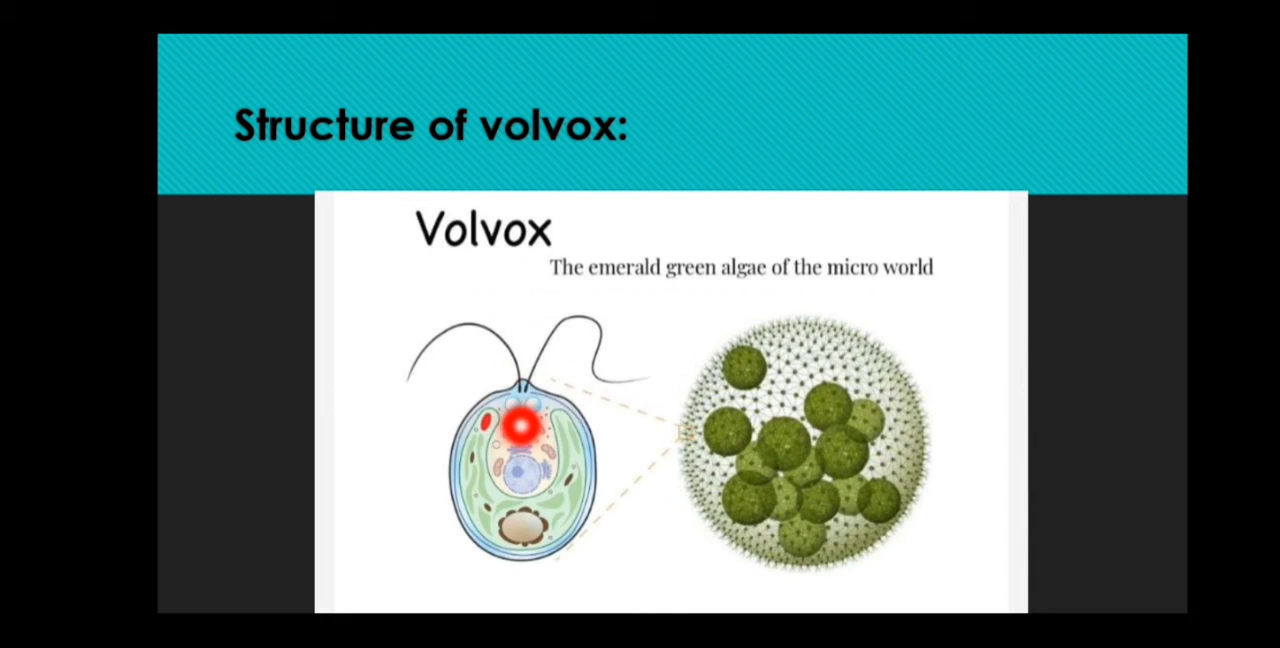 Structure of volvox:
Volvox
The emerald green algae of the micro world